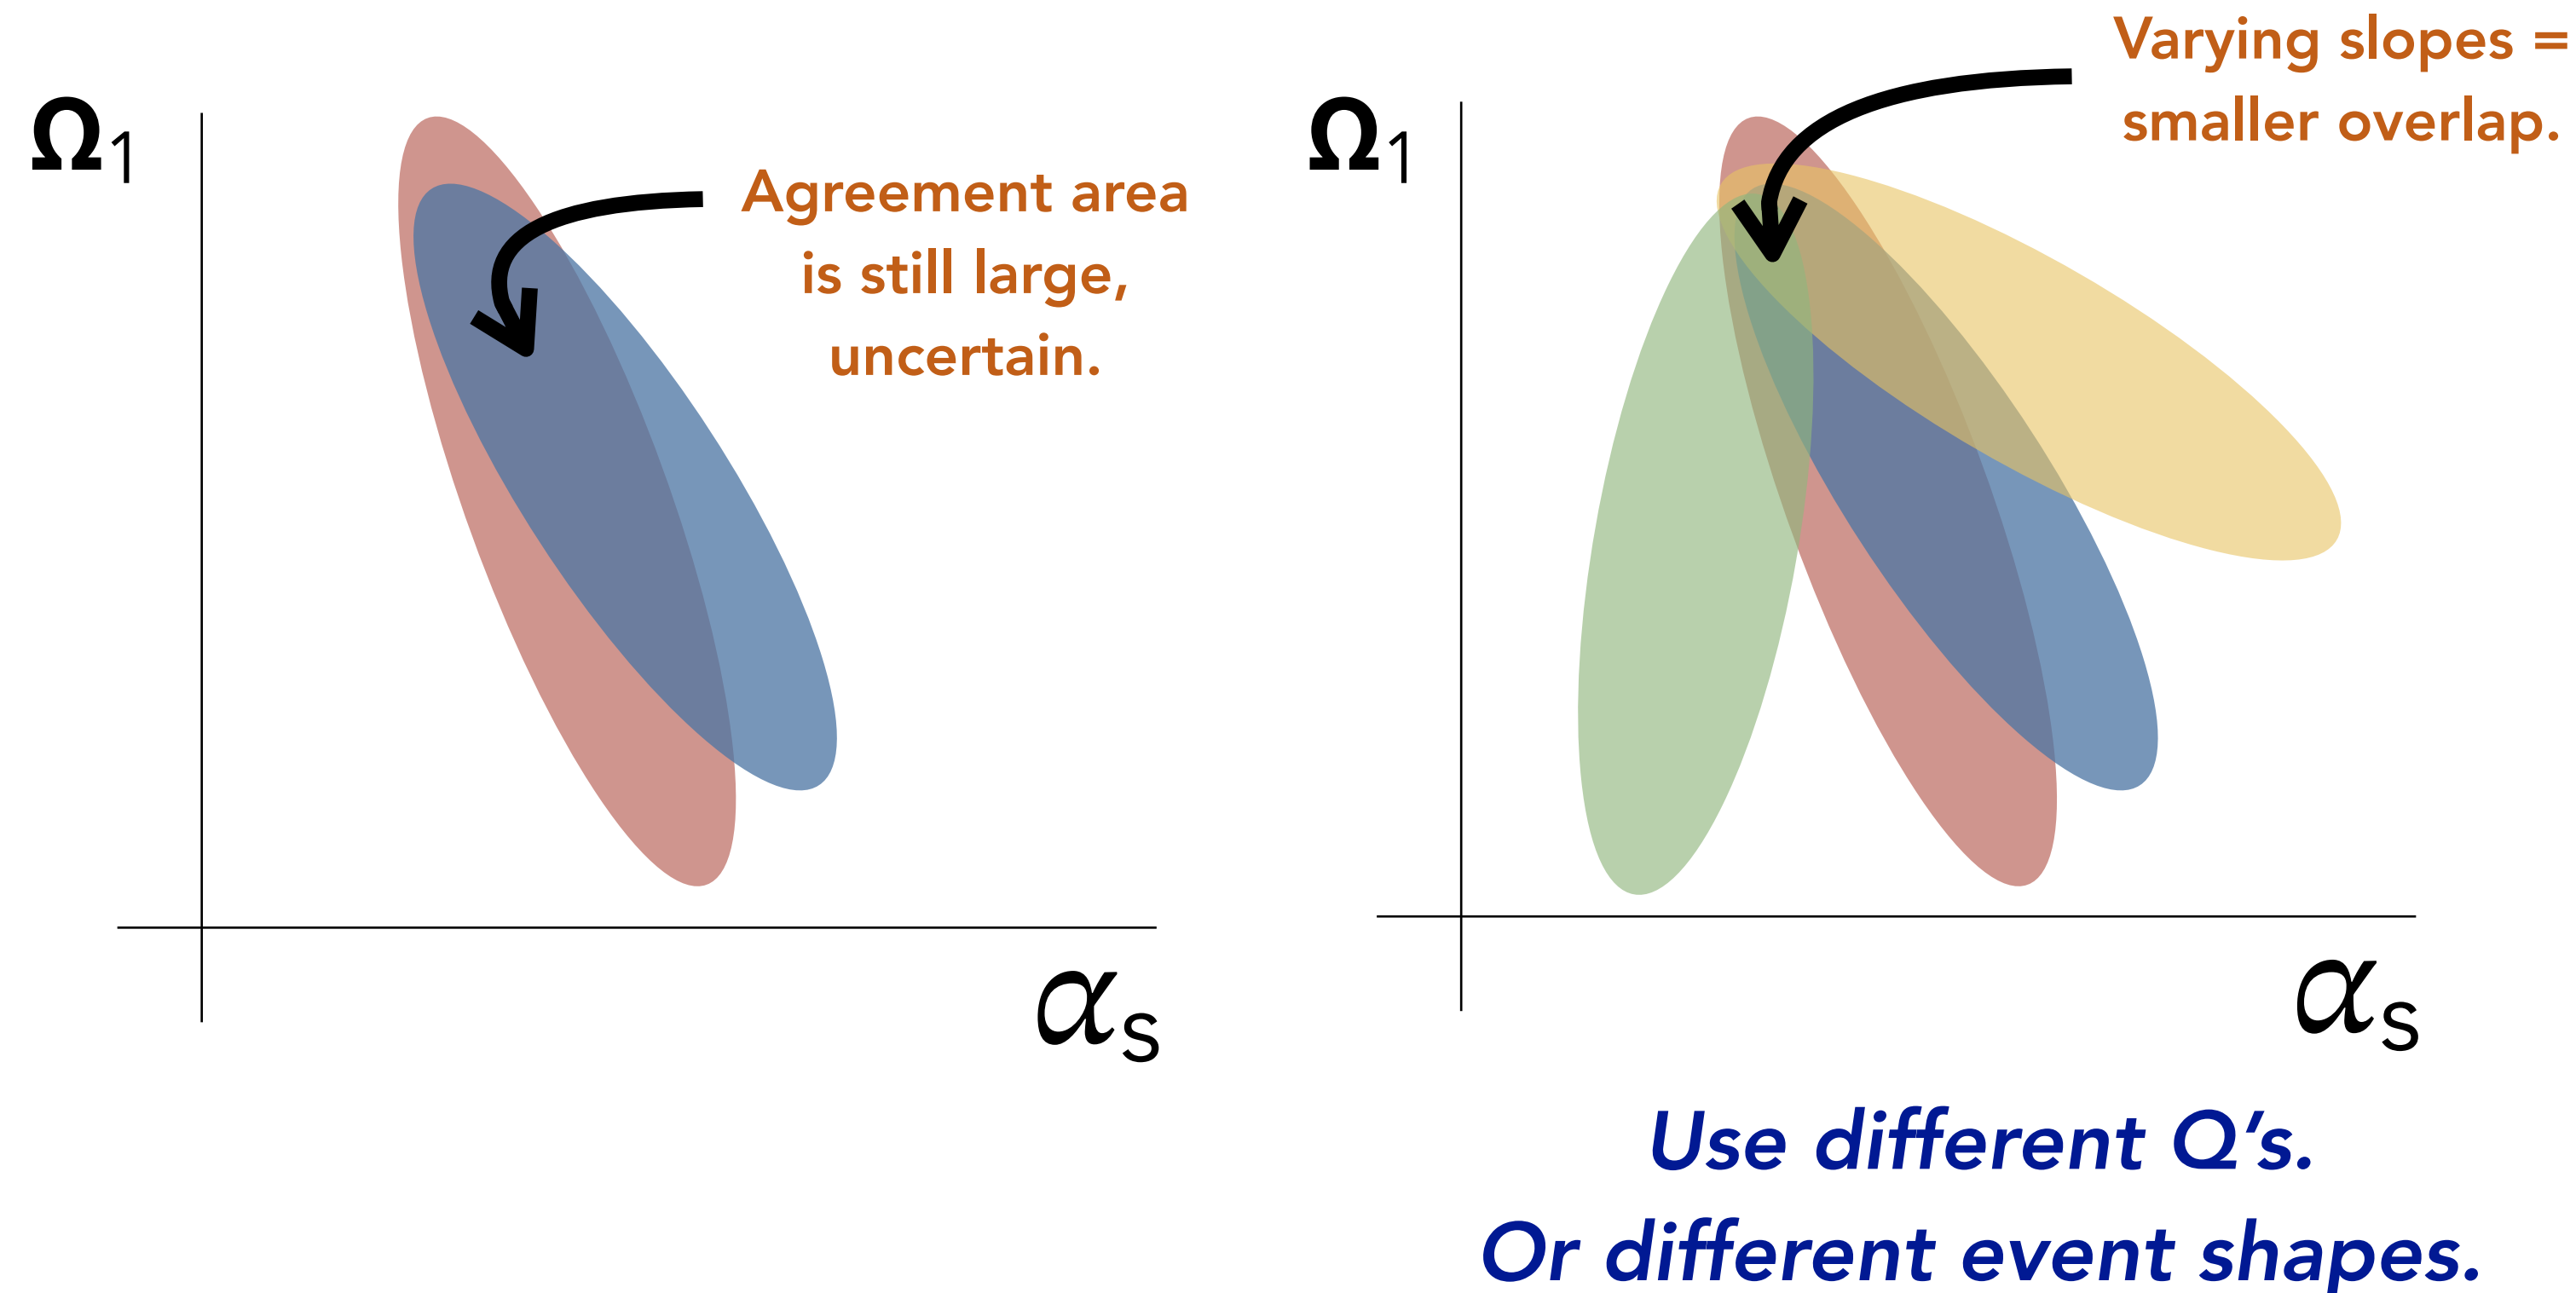 Ω1
Agreement area
is still large,
uncertain.
αs
Varying slopes =
smaller overlap.
Ω1
αs
Use different Q’s.
Or different event shapes.